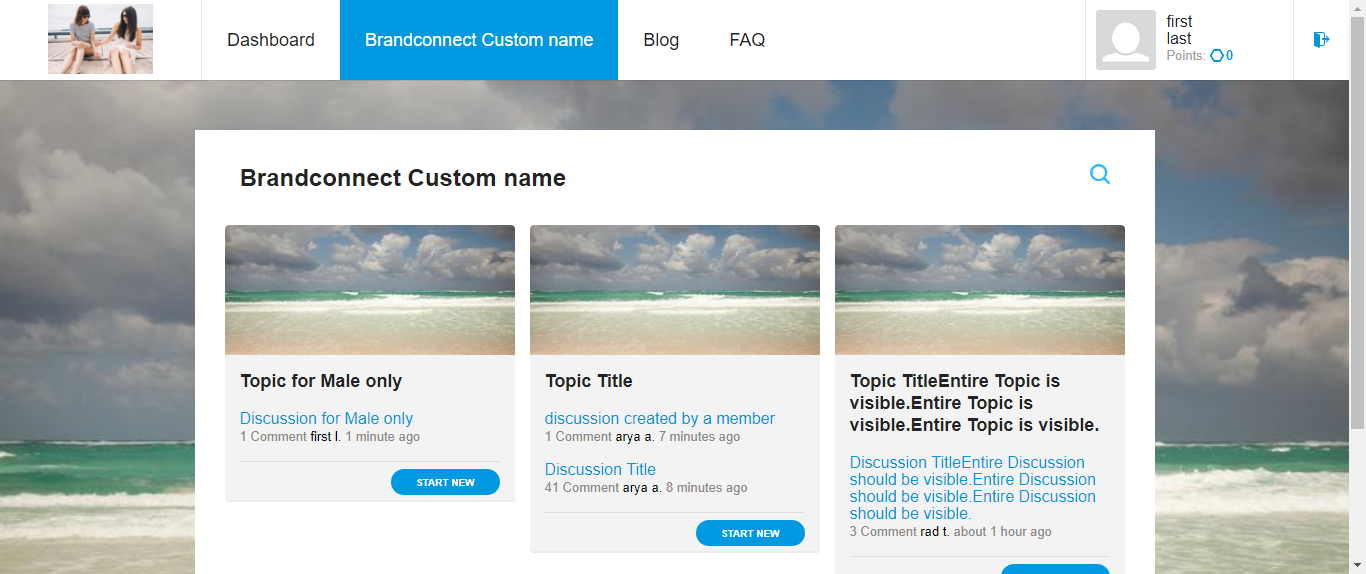 Dashboard
Brandconnect Custom name
Blog
FAQ
first
last
Points: 0
Brandconnect Custom name
Topic for Male only
Discussion for Male only
1 Comment first l. 1 minute ago
START NEW
Topic Title
discussion created by a member
1 Comment arya a. 7 minutes ago
Discussion Title
41 Comment arya a. 8 minutes ago
START NEW
Topic TitleEntire Topic is
visible.Entire Topic is
visible.Entire Topic is visible.
Discussion TitleEntire Discussion
should be visible.Entire Discussion
should be visible.Entire Discussion
should be visible.
3 Comment rad t. about 1 hour ago